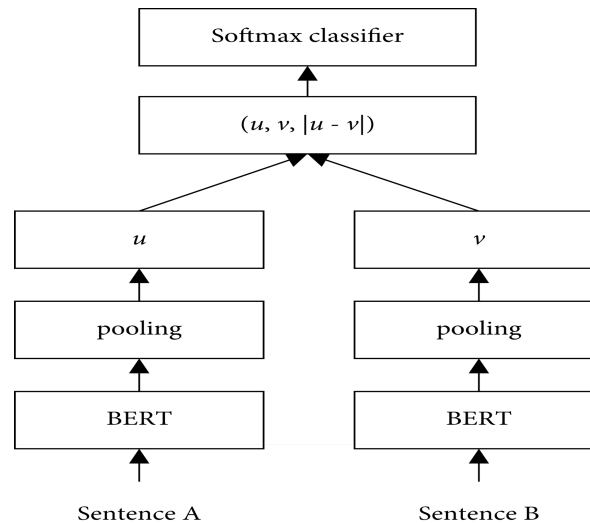 Softmax classifier
(u, v, |u - v|)
u
v
pooling
pooling
BERT
BERT
Sentence A
Sentence B